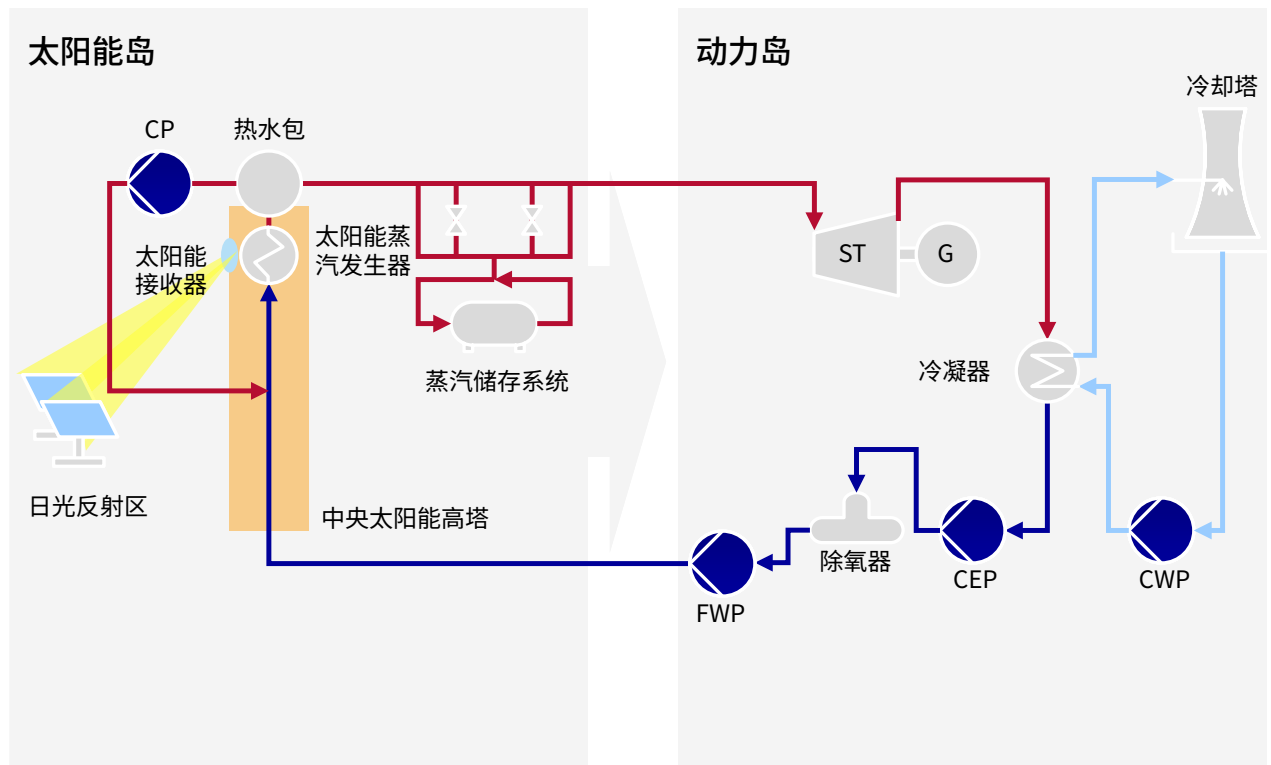 太阳能岛
动力岛
冷却塔
CP
热水包
太阳能蒸
汽发生器
太阳能
接收器
ST
G
冷凝器
蒸汽储存系统
日光反射区
中央太阳能高塔
除氧器
CEP
CWP
FWP